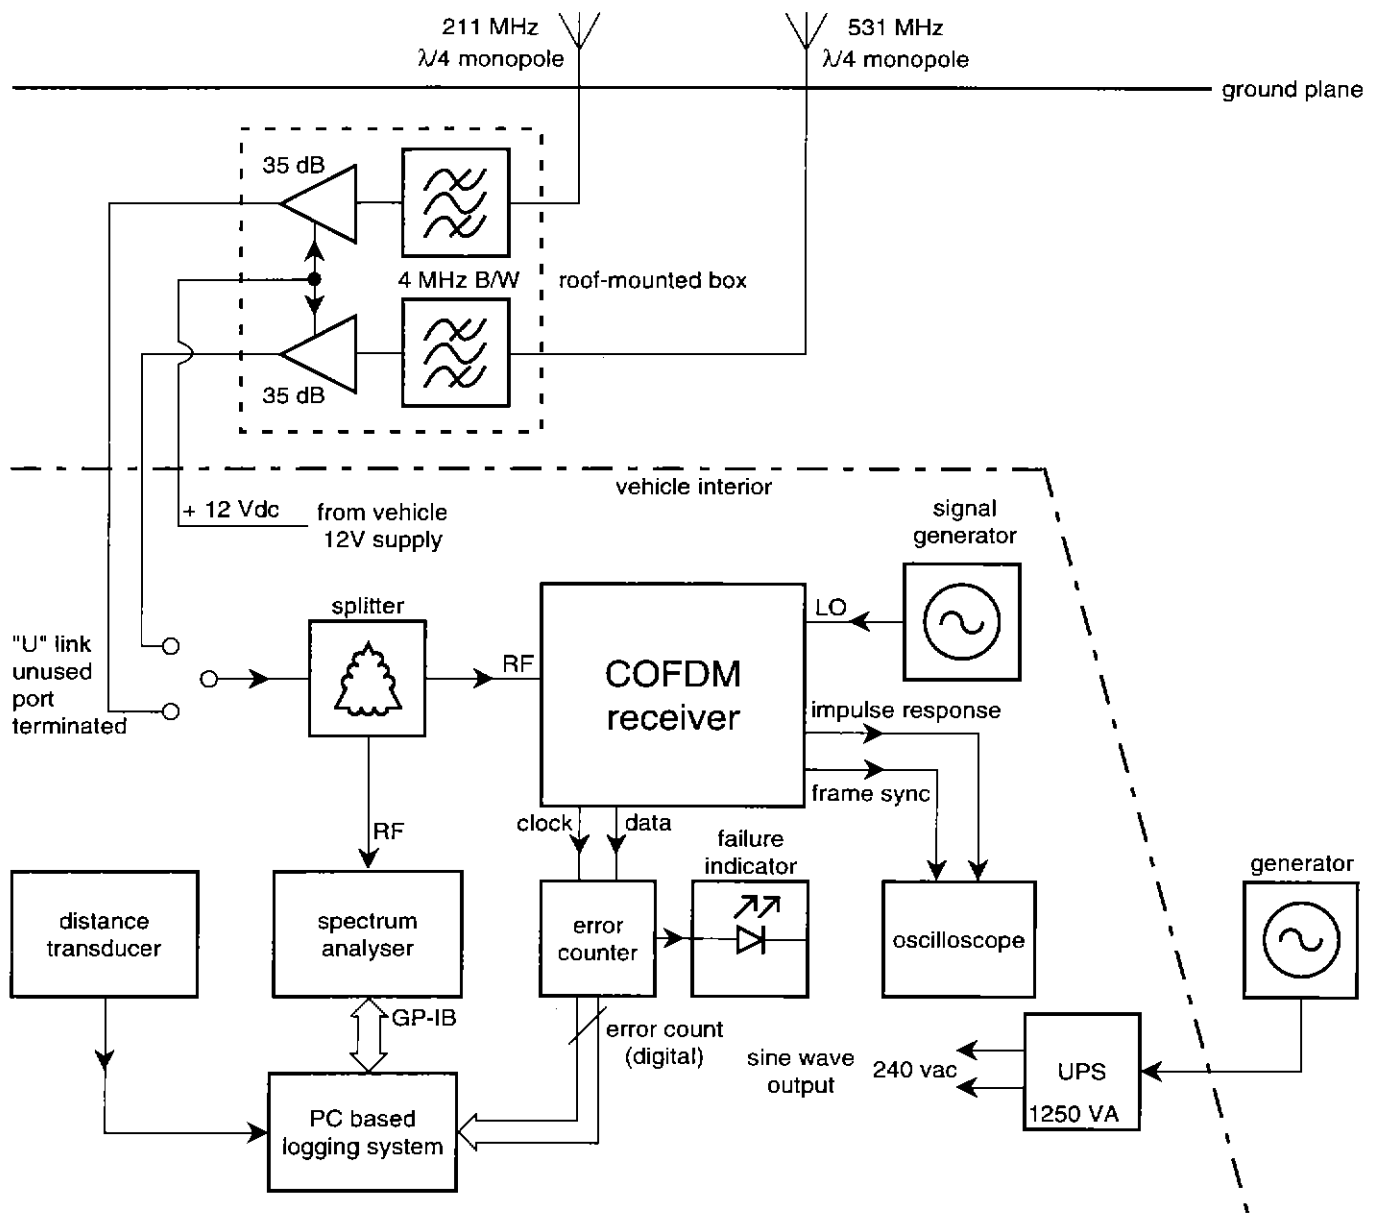 211 MHz
λ/4 monopole
531 MHz
λ/4 monopole
ground plane
35 dB
4 MHz B/W
roof-mounted box
35 dB
vehicle interior
+ 12 Vdc
from vehicle
12V supply
signal
generator
splitter
LO
"U" link
unused
port
terminated
RF
COFDM
receiver
impulse response
frame sync
clock
data
RF
failure
indicator
generator
distance
transducer
spectrum
analyser
error
counter
oscilloscope
GP-IB
error count
(digital)
sine wave
output
240 vac
UPS
1250 VA
PC based
logging system